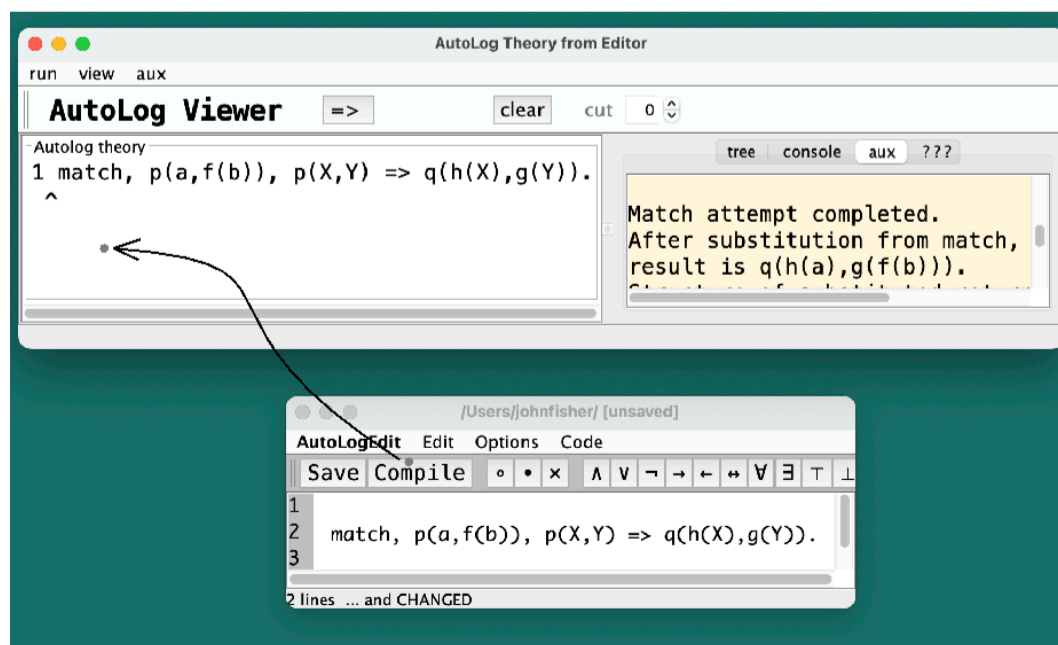 AutoLog Theory from Editor
run view aux
AutoLog Viewer => clear cut 0
Autolog theory
1 match, p(a,f(b)), p(X,Y) => q(h(X),g(Y)).
^
tree console aux ???
Match attempt completed.
After substitution from match,
result is q(h(a),g(f(b))).
/Users/johnfisher/ [unsaved]
AutoLogEdit Edit Options Code
Save Compile ∘ • × ∧ ∨ ¬ → ← ↔ ∀ ∃ ⊤ ⊥
1
2 match, p(a,f(b)), p(X,Y) => q(h(X),g(Y)).
3
2 lines ... and CHANGED